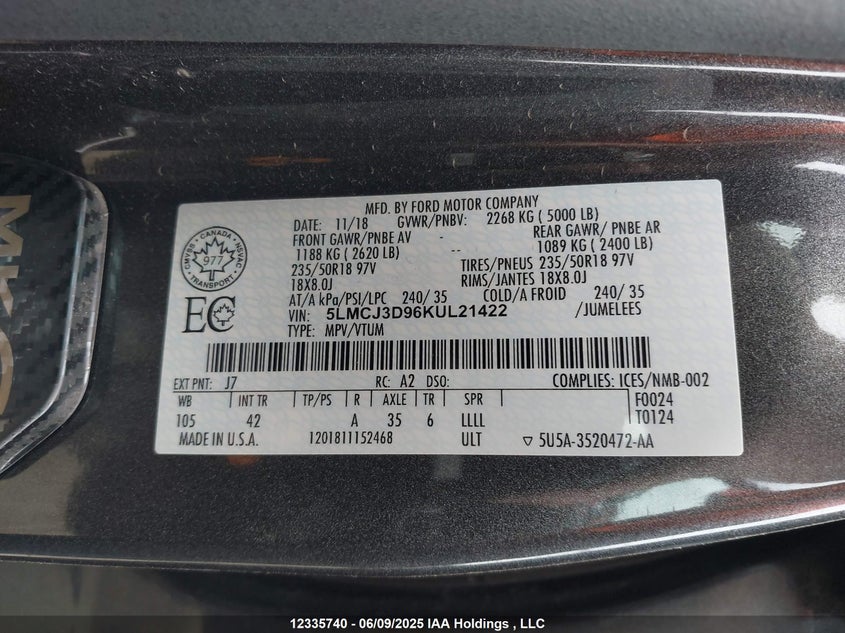 MFD. BY FORD MOTOR COMPANY
DATE: 11/18 GVWR/PNBV: 2268 KG ( 5000 LB)
FRONT GAWR/PNBE AV - REAR GAWR/ PNBE AR
1188 KG ( 2620 LB) -- 1089 KG ( 2400 LB)
235/50R18 97V TIRES/PNEUS 235/50R18 97V
18X8.0J RIMS/JANTES 18X8.0J
AT/A kPa/PSI/LPC 240/ 35 COLD/A FROID 240/ 35
VIN: 5LMCJ3D96KUL21422 /JUMELEES
TYPE: MPV/VTUM
CMVSS · CANADA · NSVAC
977
TRANSPORT
EC
EXT PNT: J7 RC: A2 DSO: COMPLIES: ICES/NMB-002
WB INT TR TP/PS R AXLE TR SPR F0024
105 42 A 35 6 LLLL T0124
MADE IN U.S.A. 1201811152468 ULT ▽ 5U5A-3520472-AA
MKC
12335740 - 06/09/2025 IAA Holdings , LLC